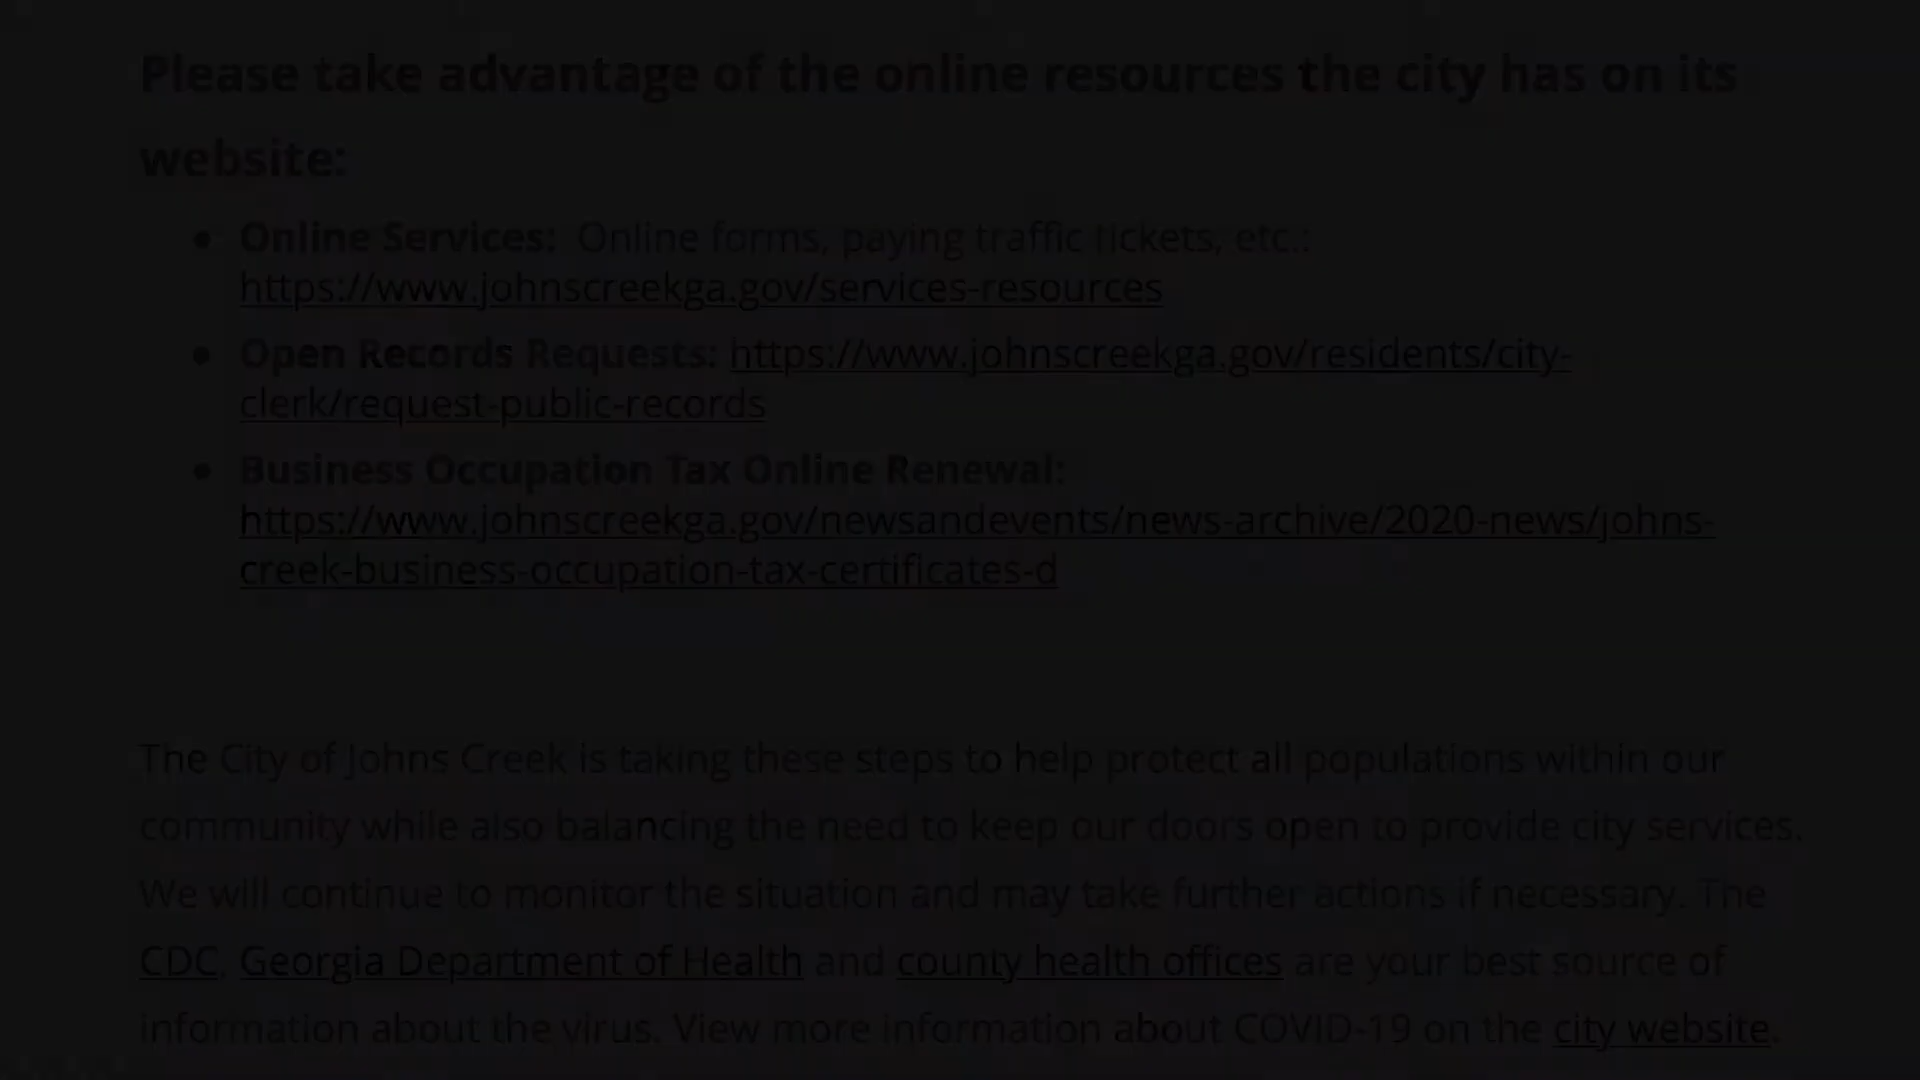 Please take advantage of the online resources the city has on its
website:
● Online Services: Online forms, paying traffic tickets, etc.:
https://www.johnscreekga.gov/services-resources
● Open Records Requests: https://www.johnscreekga.gov/residents/city-
clerk/request-public-records
● Business Occupation Tax Online Renewal:
https://www.johnscreekga.gov/newsandevents/news-archive/2020-news/johns-
creek-business-occupation-tax-certificates-d
The City of Johns Creek is taking these steps to help protect all populations within our
community while also balancing the need to keep our doors open to provide city services.
We will continue to monitor the situation and may take further actions if necessary. The
CDC, Georgia Department of Health and county health offices are your best source of
information about the virus. View more information about COVID-19 on the city website.